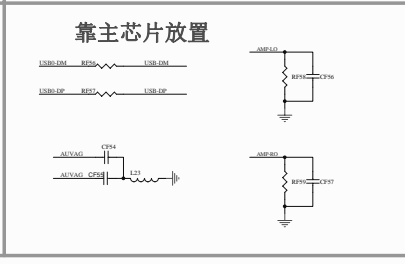 靠主芯片放置
USB0-DM RF56 USB-DM
USB0-DP RF57 USB-DP
AMP-LO
RF58 CF56
CF54
AUVAG
AUVAG CF55 L23
AMP-RO
RF59 CF57